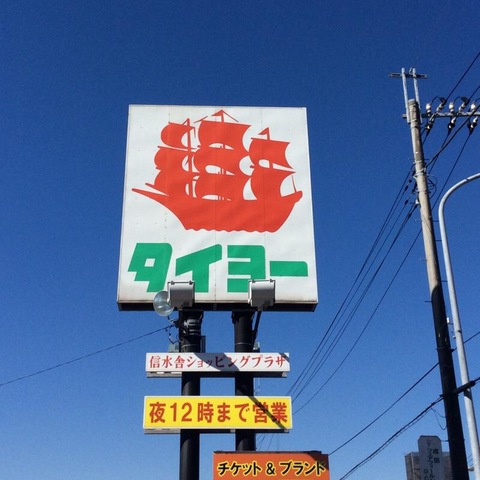 タイヨー
信水舎ショッピングプラザ
夜12時まで営業
チケット & ブランド